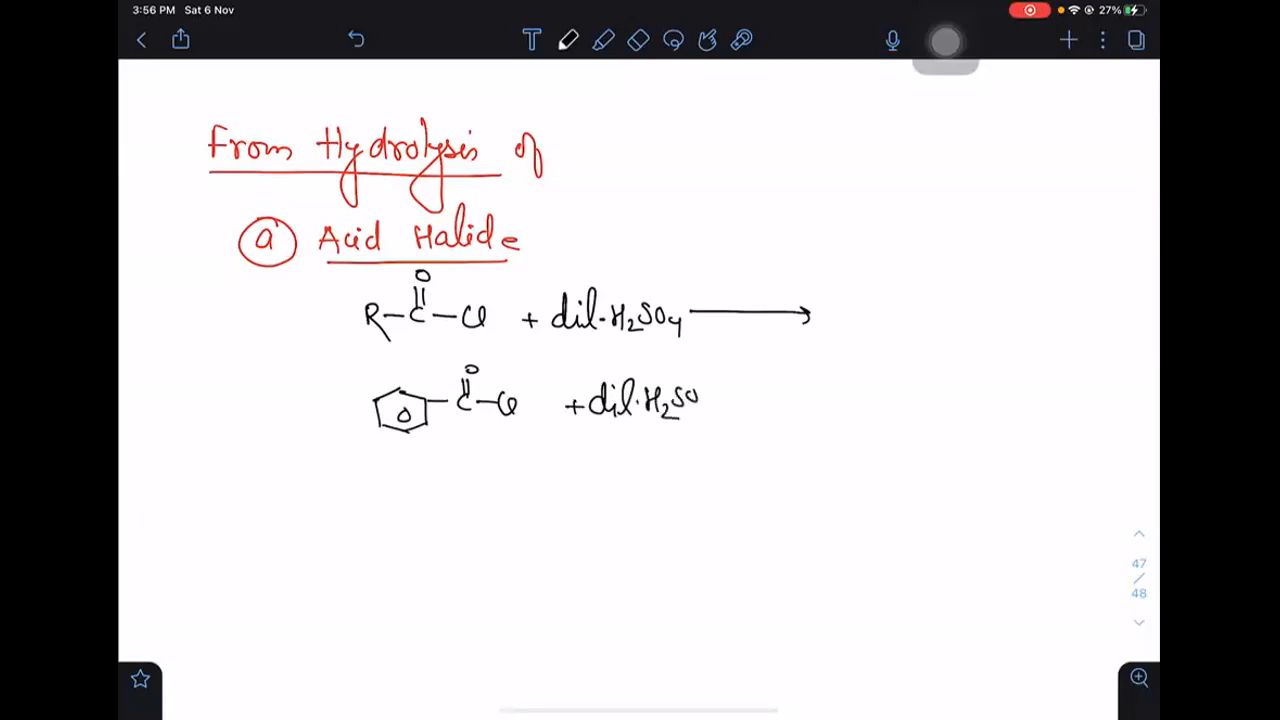 3:56 PM Sat 6 Nov
27%
From Hydrolysis of
a Acid Halide
O
R-C-Cl + dil. H2SO4
O
C-Cl + dil. H2SO
47
/
48